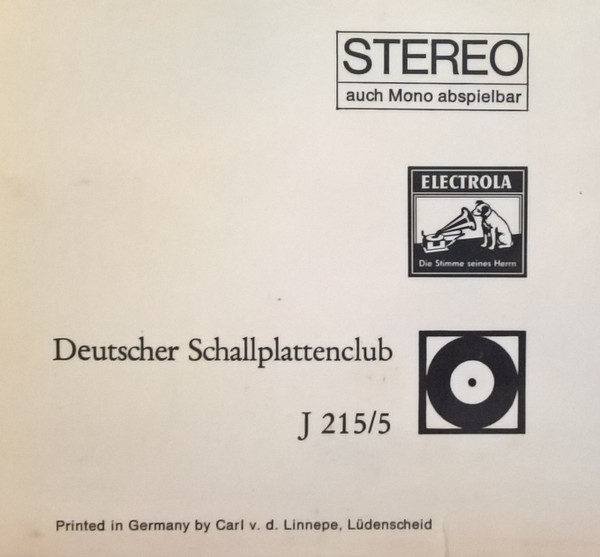 STEREO
auch Mono abspielbar
ELECTROLA
Die Stimme seines Herrn
Deutscher Schallplattenclub
J 215/5
Printed in Germany by Carl v. d. Linnepe, Lüdenscheid